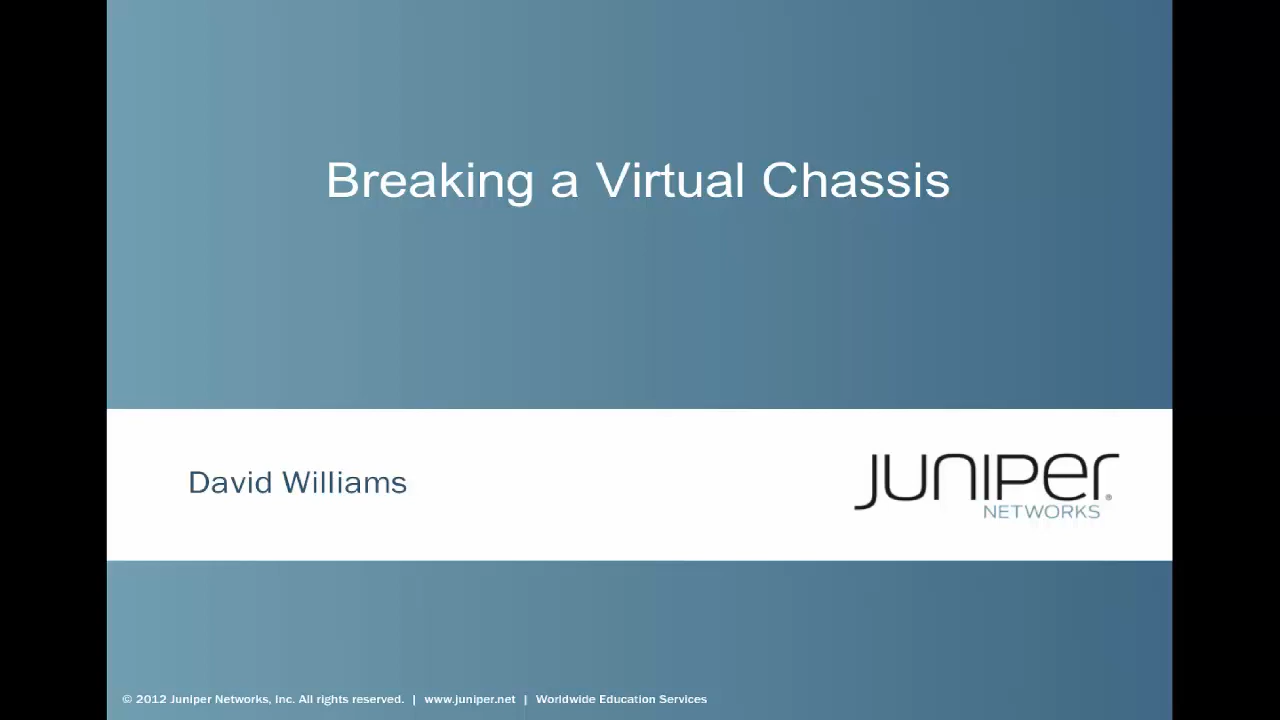 Breaking a Virtual Chassis
David Williams
JUNIPER®
NETWORKS
© 2012 Juniper Networks, Inc. All rights reserved. | www.juniper.net | Worldwide Education Services